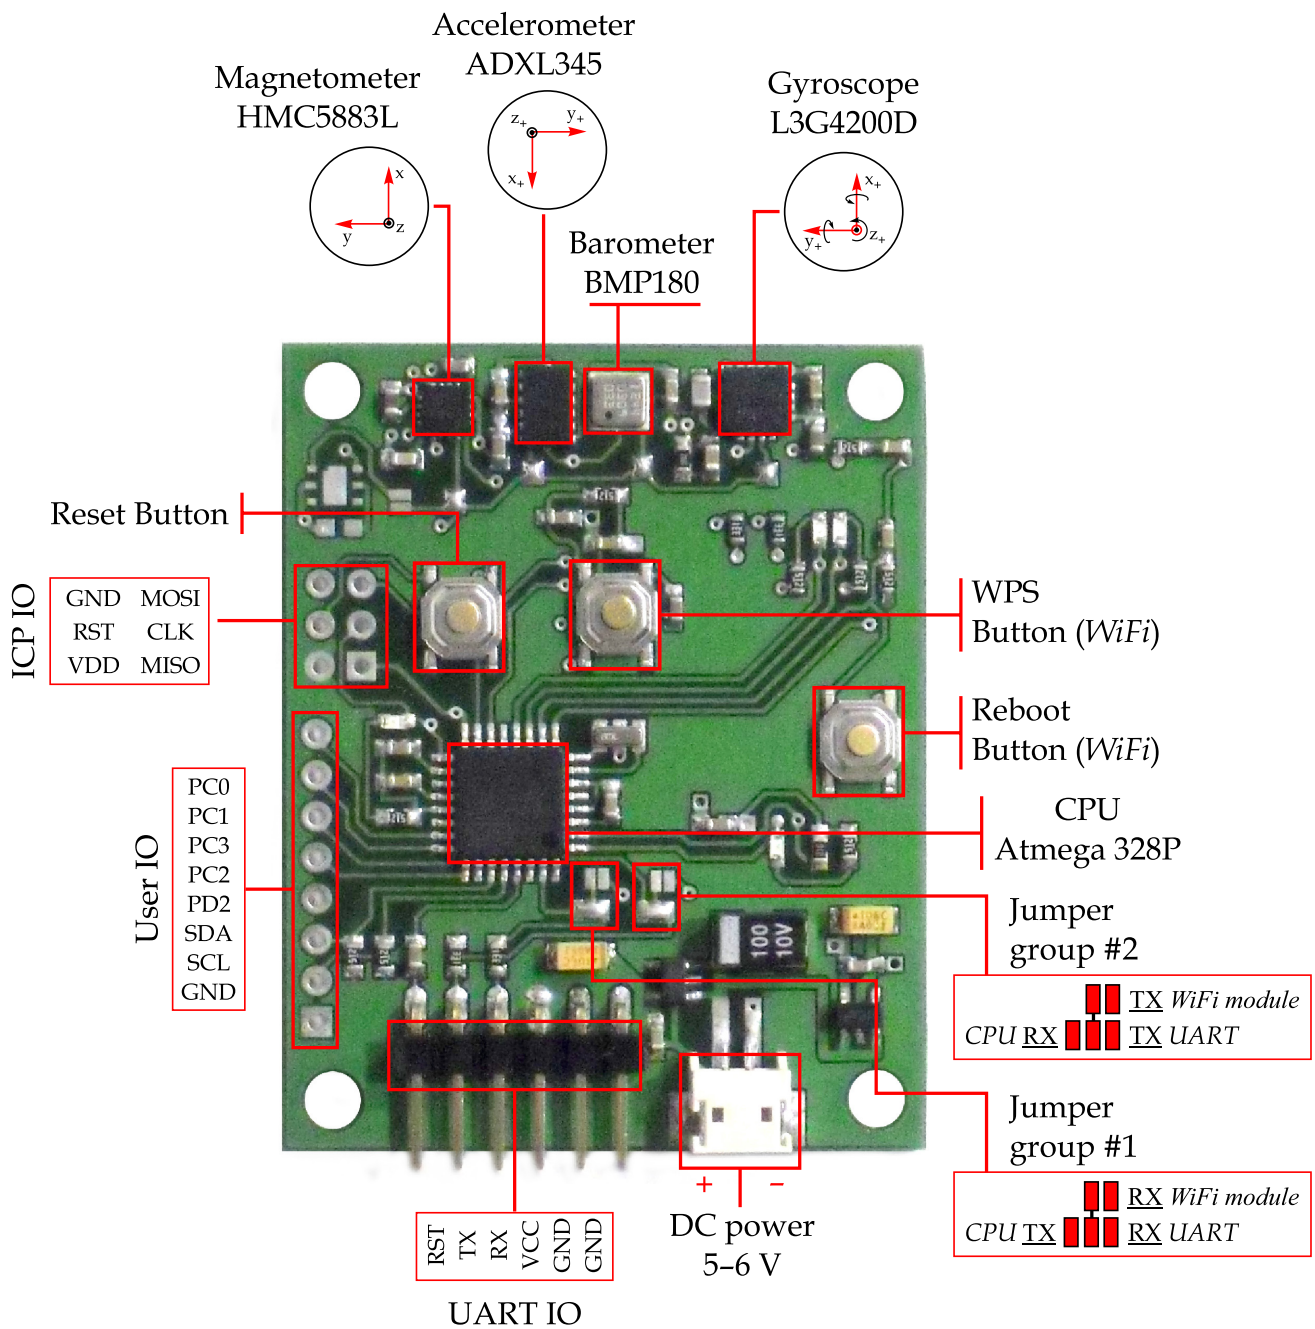 Accelerometer
ADXL345
Magnetometer
HMC5883L
Gyroscope
L3G4200D
z+ y+
x+
x
y z
x+
y+ z+
Barometer
BMP180
Reset Button
ICP IO
GND MOSI
RST CLK
VDD MISO
WPS
Button (WiFi)
Reboot
Button (WiFi)
User IO
PC0
PC1
PC3
PC2
PD2
SDA
SCL
GND
CPU
Atmega 328P
100
10V
Jumper
group #2
TX WiFi module
CPU RX TX UART
Jumper
group #1
RX WiFi module
CPU TX RX UART
+ −
DC power
5–6 V
RST
TX
RX
VCC
GND
GND
UART IO